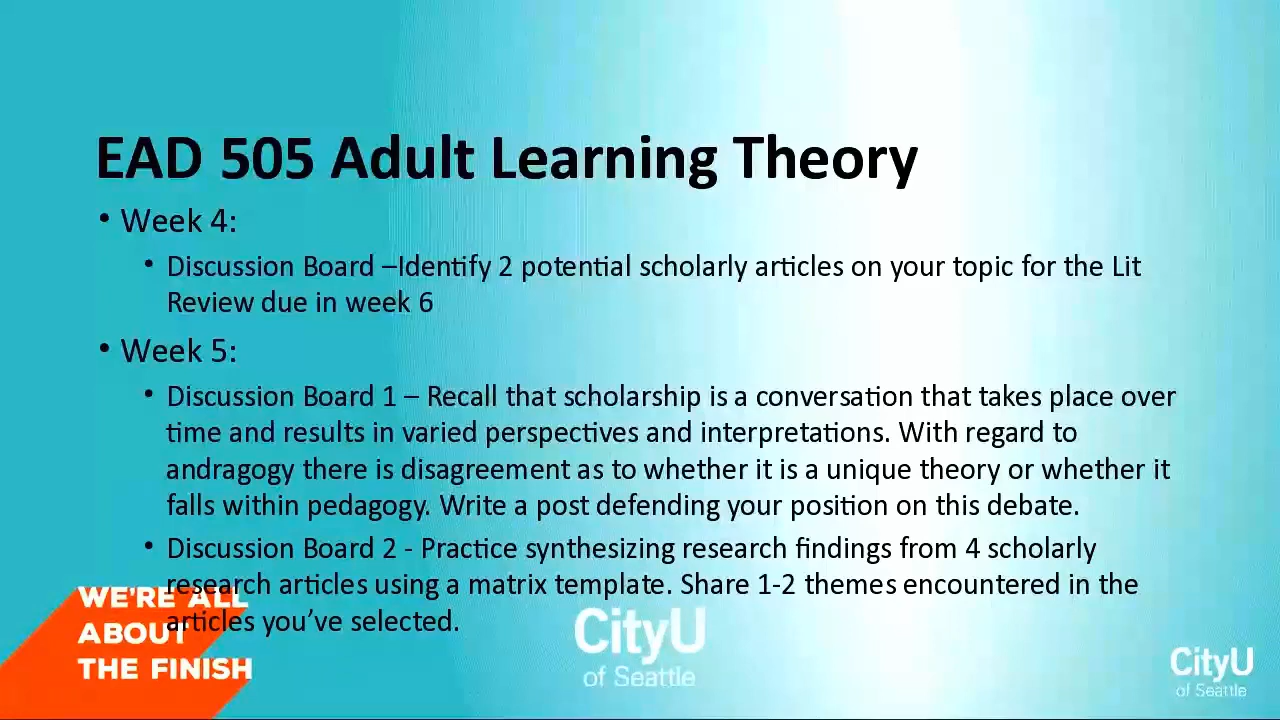 EAD 505 Adult Learning Theory
• Week 4:
• Discussion Board –Identify 2 potential scholarly articles on your topic for the Lit
Review due in week 6
• Week 5:
• Discussion Board 1 – Recall that scholarship is a conversation that takes place over
time and results in varied perspectives and interpretations. With regard to
andragogy there is disagreement as to whether it is a unique theory or whether it
falls within pedagogy. Write a post defending your position on this debate.
• Discussion Board 2 - Practice synthesizing research findings from 4 scholarly
research articles using a matrix template. Share 1-2 themes encountered in the
articles you’ve selected.
WE'RE ALL
ABOUT
THE FINISH
CityU
of Seattle
CityU
of Seattle